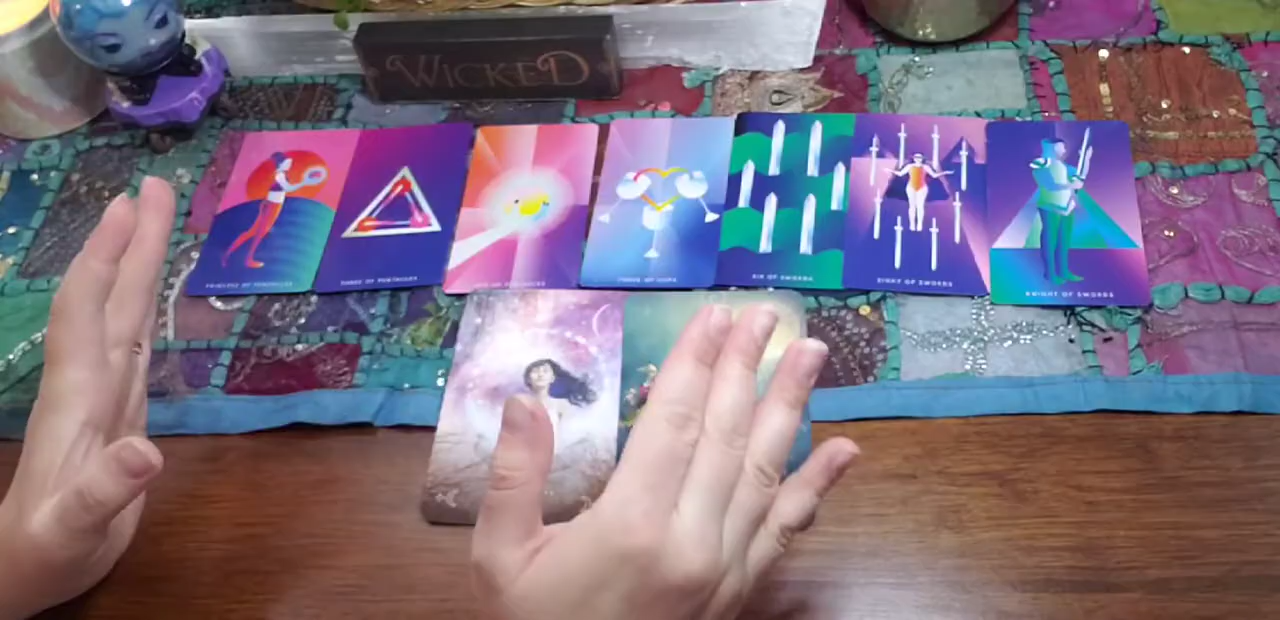 WICKED
PRINCESS OF PENTACLES
THREE OF PENTACLES
THREE OF CUPS
SIX OF SWORDS
EIGHT OF SWORDS
KNIGHT OF SWORDS